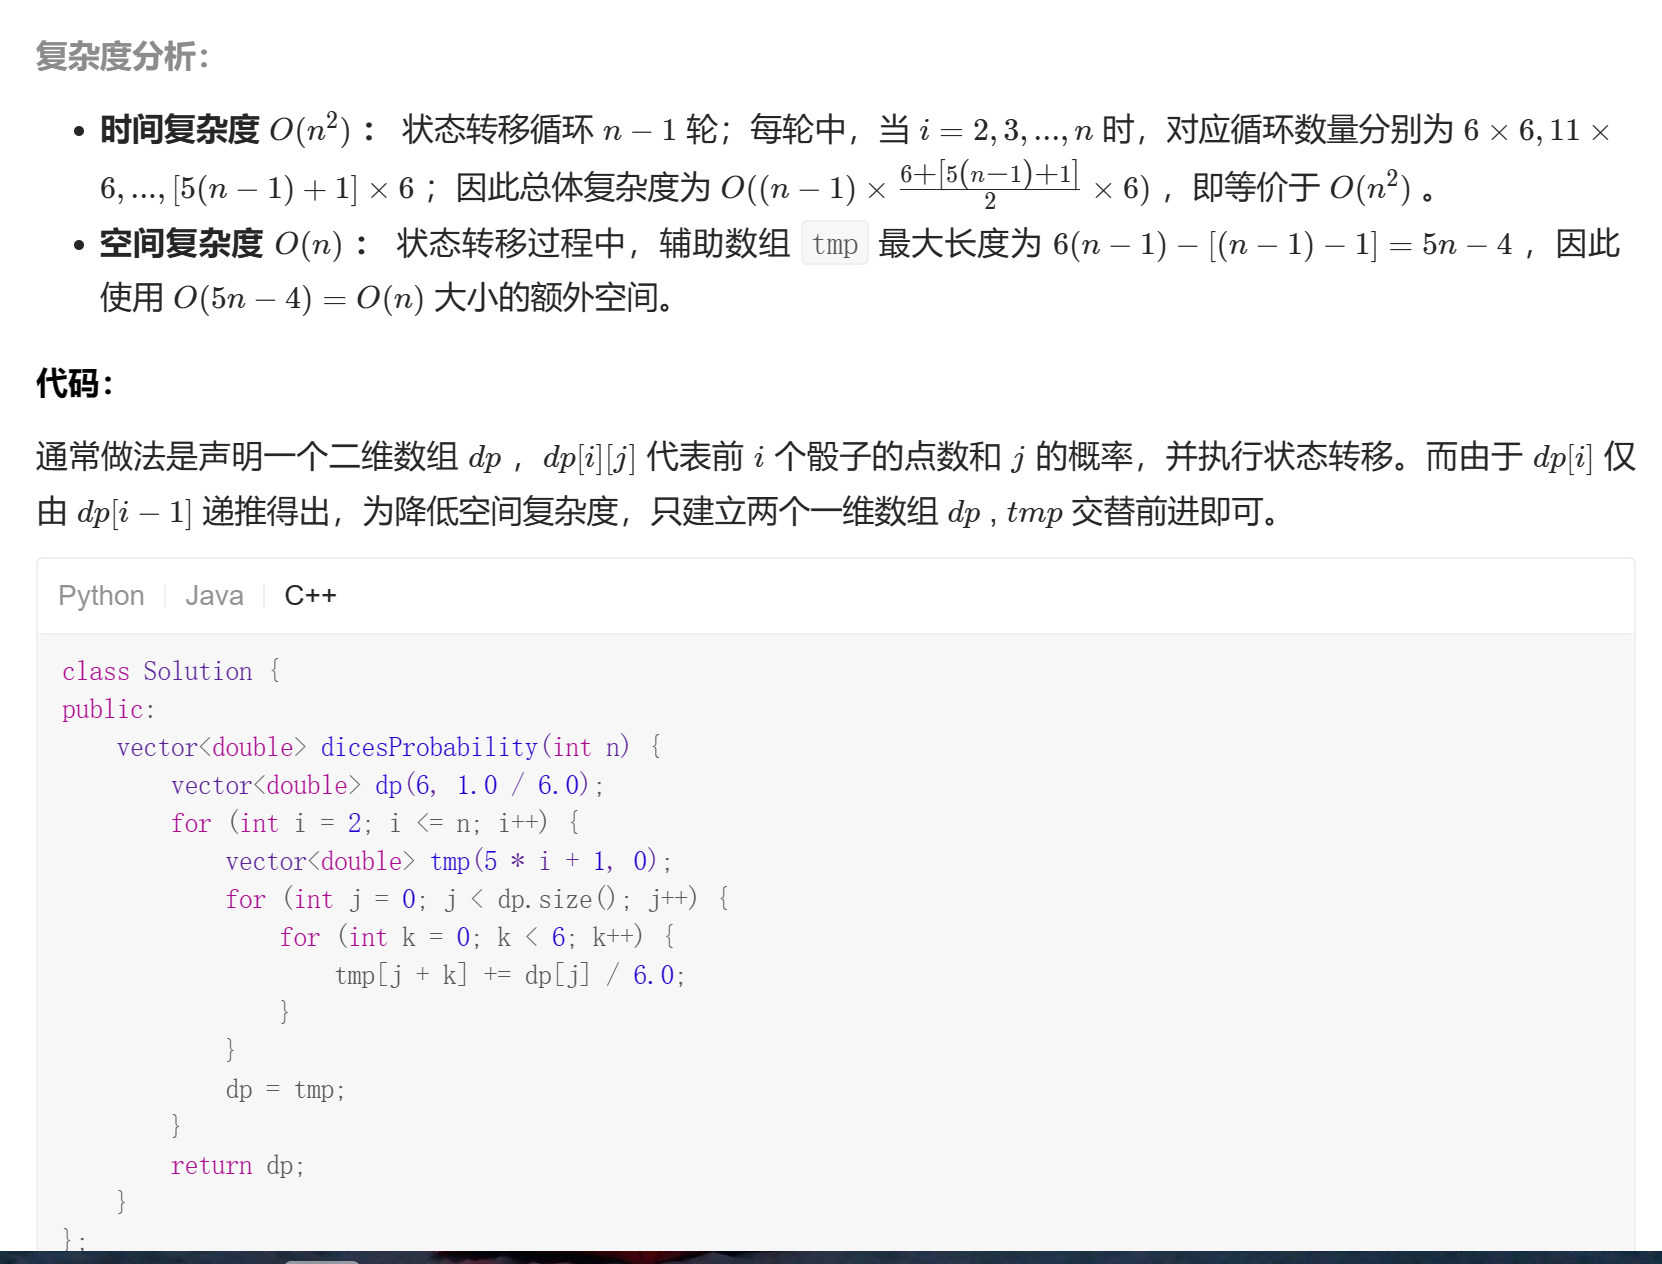 复杂度分析：
• 时间复杂度 O(n²) ： 状态转移循环 n − 1 轮；每轮中，当 i = 2, 3, ..., n 时，对应循环数量分别为 6 × 6, 11 ×
6, ..., [5(n − 1) + 1] × 6 ；因此总体复杂度为 O((n − 1) × \frac{6+[5(n−1)+1]}{2} × 6) ，即等价于 O(n²) 。
• 空间复杂度 O(n) ： 状态转移过程中，辅助数组 tmp 最大长度为 6(n − 1) − [(n − 1) − 1] = 5n − 4 ，因此
使用 O(5n − 4) = O(n) 大小的额外空间。
代码：
通常做法是声明一个二维数组 dp ，dp[i][j] 代表前 i 个骰子的点数和 j 的概率，并执行状态转移。而由于 dp[i] 仅
由 dp[i − 1] 递推得出，为降低空间复杂度，只建立两个一维数组 dp , tmp 交替前进即可。
Python Java C++
class Solution {
public:
    vector<double> dicesProbability(int n) {
        vector<double> dp(6, 1.0 / 6.0);
        for (int i = 2; i <= n; i++) {
            vector<double> tmp(5 * i + 1, 0);
            for (int j = 0; j < dp.size(); j++) {
                for (int k = 0; k < 6; k++) {
                    tmp[j + k] += dp[j] / 6.0;
                }
            }
            dp = tmp;
        }
        return dp;
    }
};